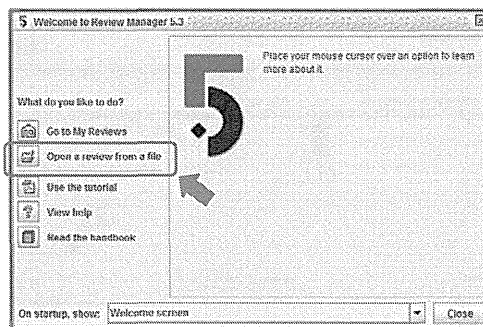 5 Welcome to Review Manager 5.3
Place your mouse cursor over an option to learn
more about it.
What do you like to do?
Go to My Reviews
Open a review from a file
Use the tutorial
View help
Read the handbook
On startup, show: Welcome screen
Close